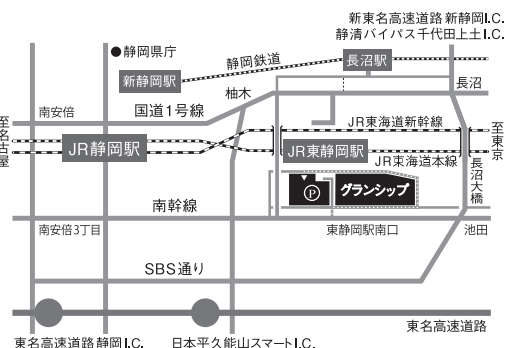 新東名高速道路 新静岡I.C.
静清バイパス千代田上土I.C.
●静岡県庁
静岡鉄道
長沼駅
新静岡駅
柚木
長沼
南安倍
国道1号線
至名古屋
JR東海道新幹線
至東京
JR静岡駅
JR東静岡駅
JR東海道本線
長沼大橋
P
グランシップ
南幹線
南安倍3丁目
東静岡駅南口
池田
SBS通り
東名高速道路
東名高速道路 静岡I.C.
日本平久能山スマートI.C.